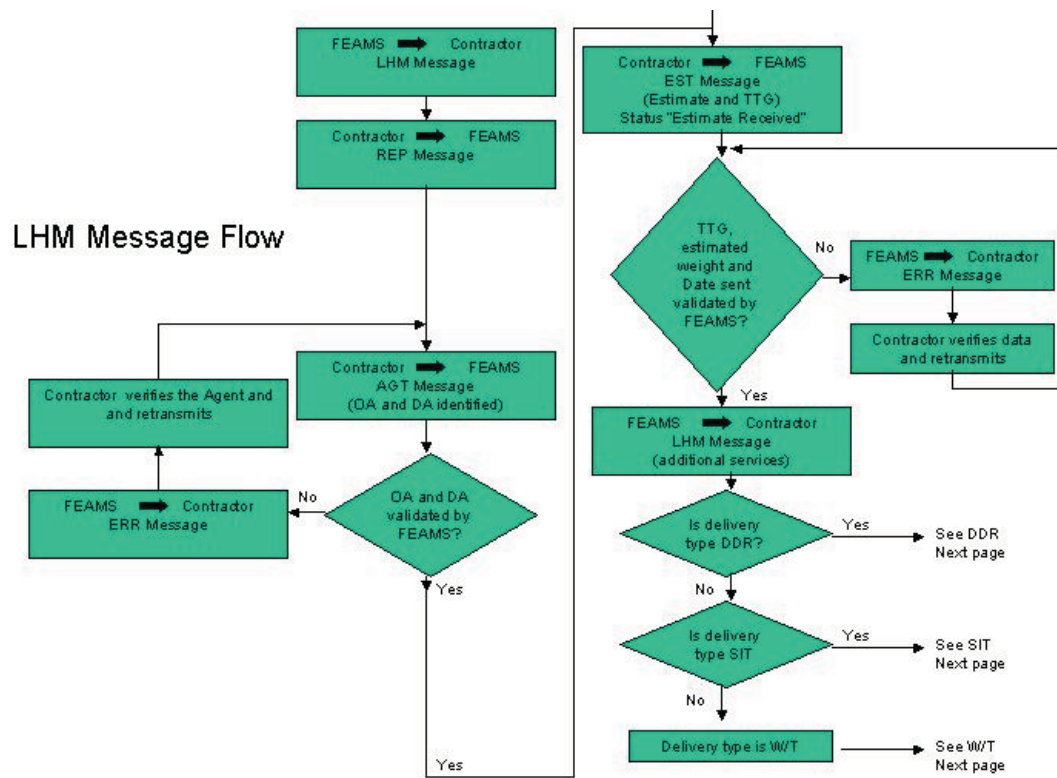 FEAMS Contractor
LHM Message
Contractor FEAMS
REP Message
LHM Message Flow
Contractor FEAMS
AGT Message
(OA and DA identified)
Contractor verifies the Agent and
and retransmits
OA and DA
validated by
FEAMS?
No
FEAMS Contractor
ERR Message
Yes
Yes
Contractor FEAMS
EST Message
(Estimate and TTG)
Status "Estimate Received"
TTG,
estimated
weight and
Date sent
validated by
FEAMS?
No
FEAMS Contractor
ERR Message
Contractor verifies data
and retransmits
Yes
FEAMS Contractor
LHM Message
(additional services)
Is delivery
type DDR?
Yes
See DDR
Next page
No
Is delivery
type SIT
Yes
See SIT
Next page
No
Delivery type is W/T
See W/T
Next page